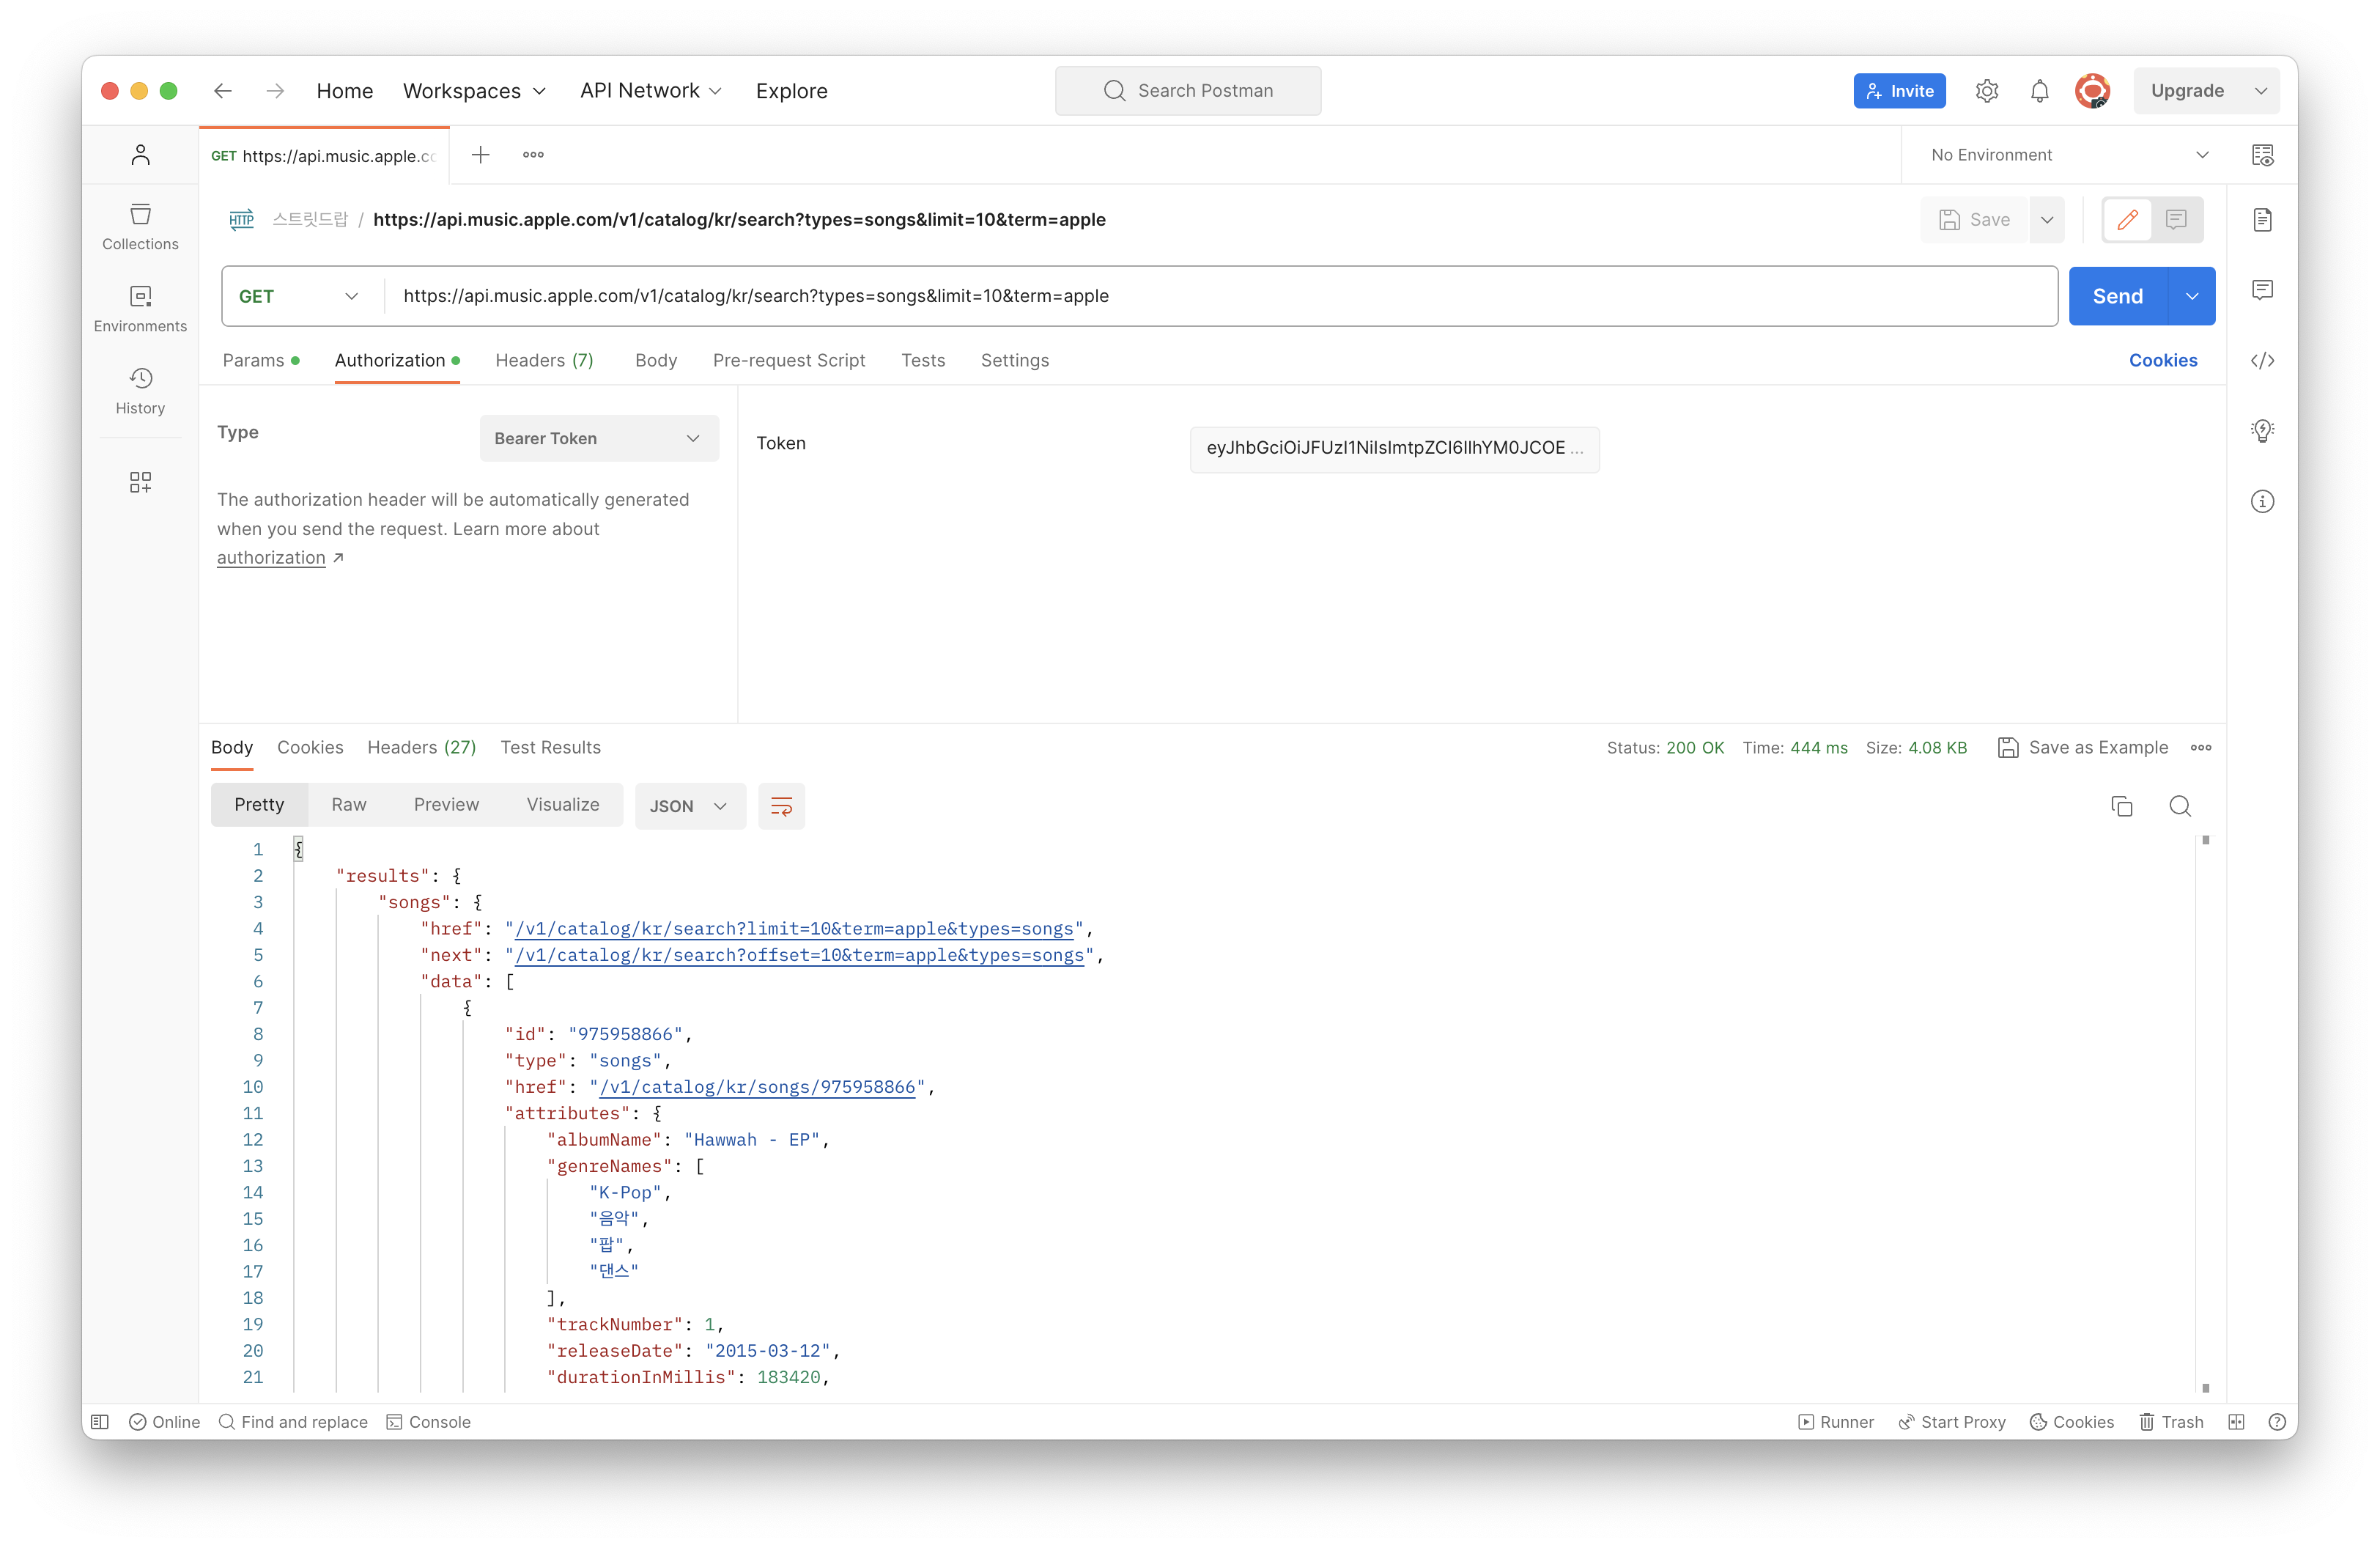 Home Workspaces API Network Explore Search Postman Invite Upgrade
GET https://api.music.apple.cc No Environment
HTTP 스트릿드랍 / https://api.music.apple.com/v1/catalog/kr/search?types=songs&limit=10&term=apple Save
Collections
GET https://api.music.apple.com/v1/catalog/kr/search?types=songs&limit=10&term=apple Send
Environments
Params Authorization Headers (7) Body Pre-request Script Tests Settings Cookies
History
Type Bearer Token Token eyJhbGciOiJFUzI1NiIsImtpZCI6IlhYM0JCOE ...
The authorization header will be automatically generated
when you send the request. Learn more about
authorization ↗
Body Cookies Headers (27) Test Results Status: 200 OK Time: 444 ms Size: 4.08 KB Save as Example
Pretty Raw Preview Visualize JSON
1 {
2 "results": {
3 "songs": {
4 "href": "/v1/catalog/kr/search?limit=10&term=apple&types=songs",
5 "next": "/v1/catalog/kr/search?offset=10&term=apple&types=songs",
6 "data": [
7 {
8 "id": "975958866",
9 "type": "songs",
10 "href": "/v1/catalog/kr/songs/975958866",
11 "attributes": {
12 "albumName": "Hawwah - EP",
13 "genreNames": [
14 "K-Pop",
15 "음악",
16 "팝",
17 "댄스"
18 ],
19 "trackNumber": 1,
20 "releaseDate": "2015-03-12",
21 "durationInMillis": 183420,
Online Find and replace Console Runner Start Proxy Cookies Trash